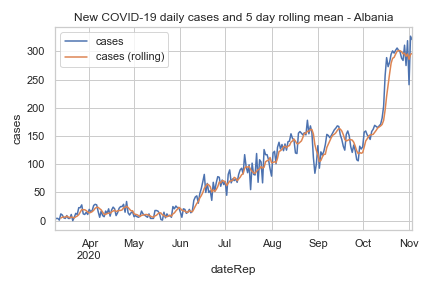 New COVID-19 daily cases and 5 day rolling mean - Albania
cases
cases (rolling)
300
250
200
150
100
50
0
cases
Apr
May
Jun
Jul
Aug
Sep
Oct
Nov
2020
dateRep